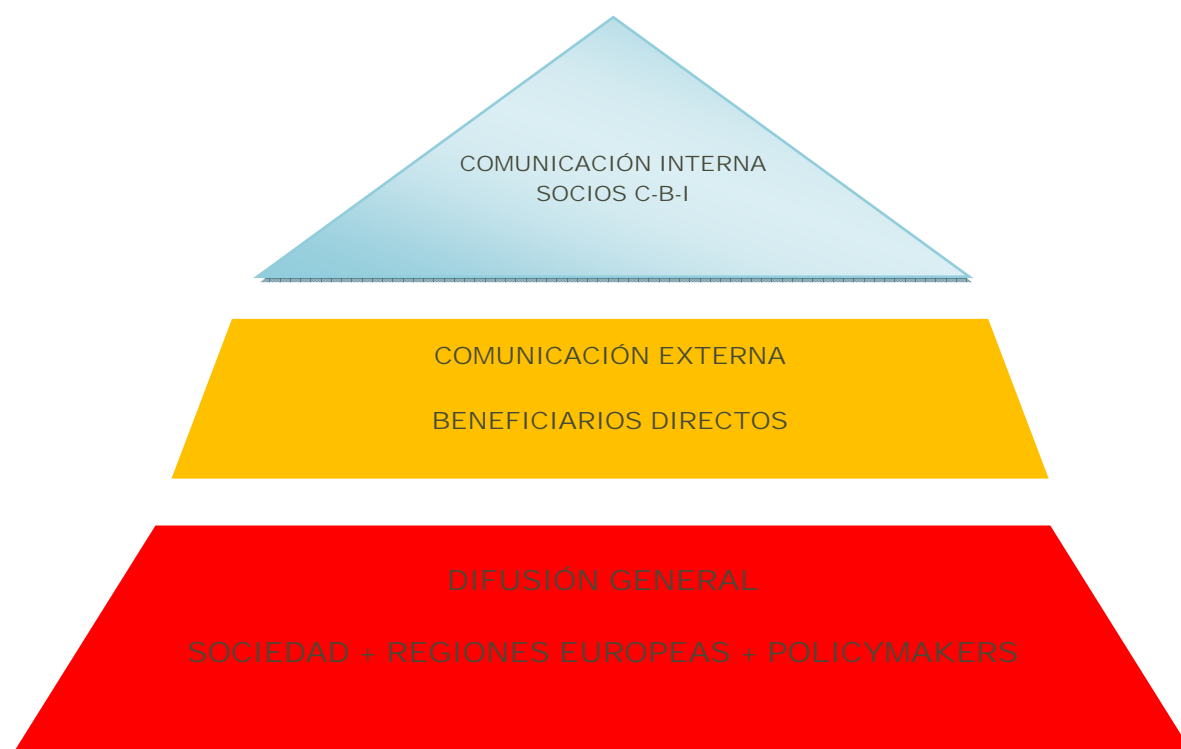 COMUNICACIÓN INTERNA
SOCIOS C-B-I
COMUNICACIÓN EXTERNA
BENEFICIARIOS DIRECTOS
DIFUSIÓN GENERAL
SOCIEDAD + REGIONES EUROPEAS + POLICYMAKERS